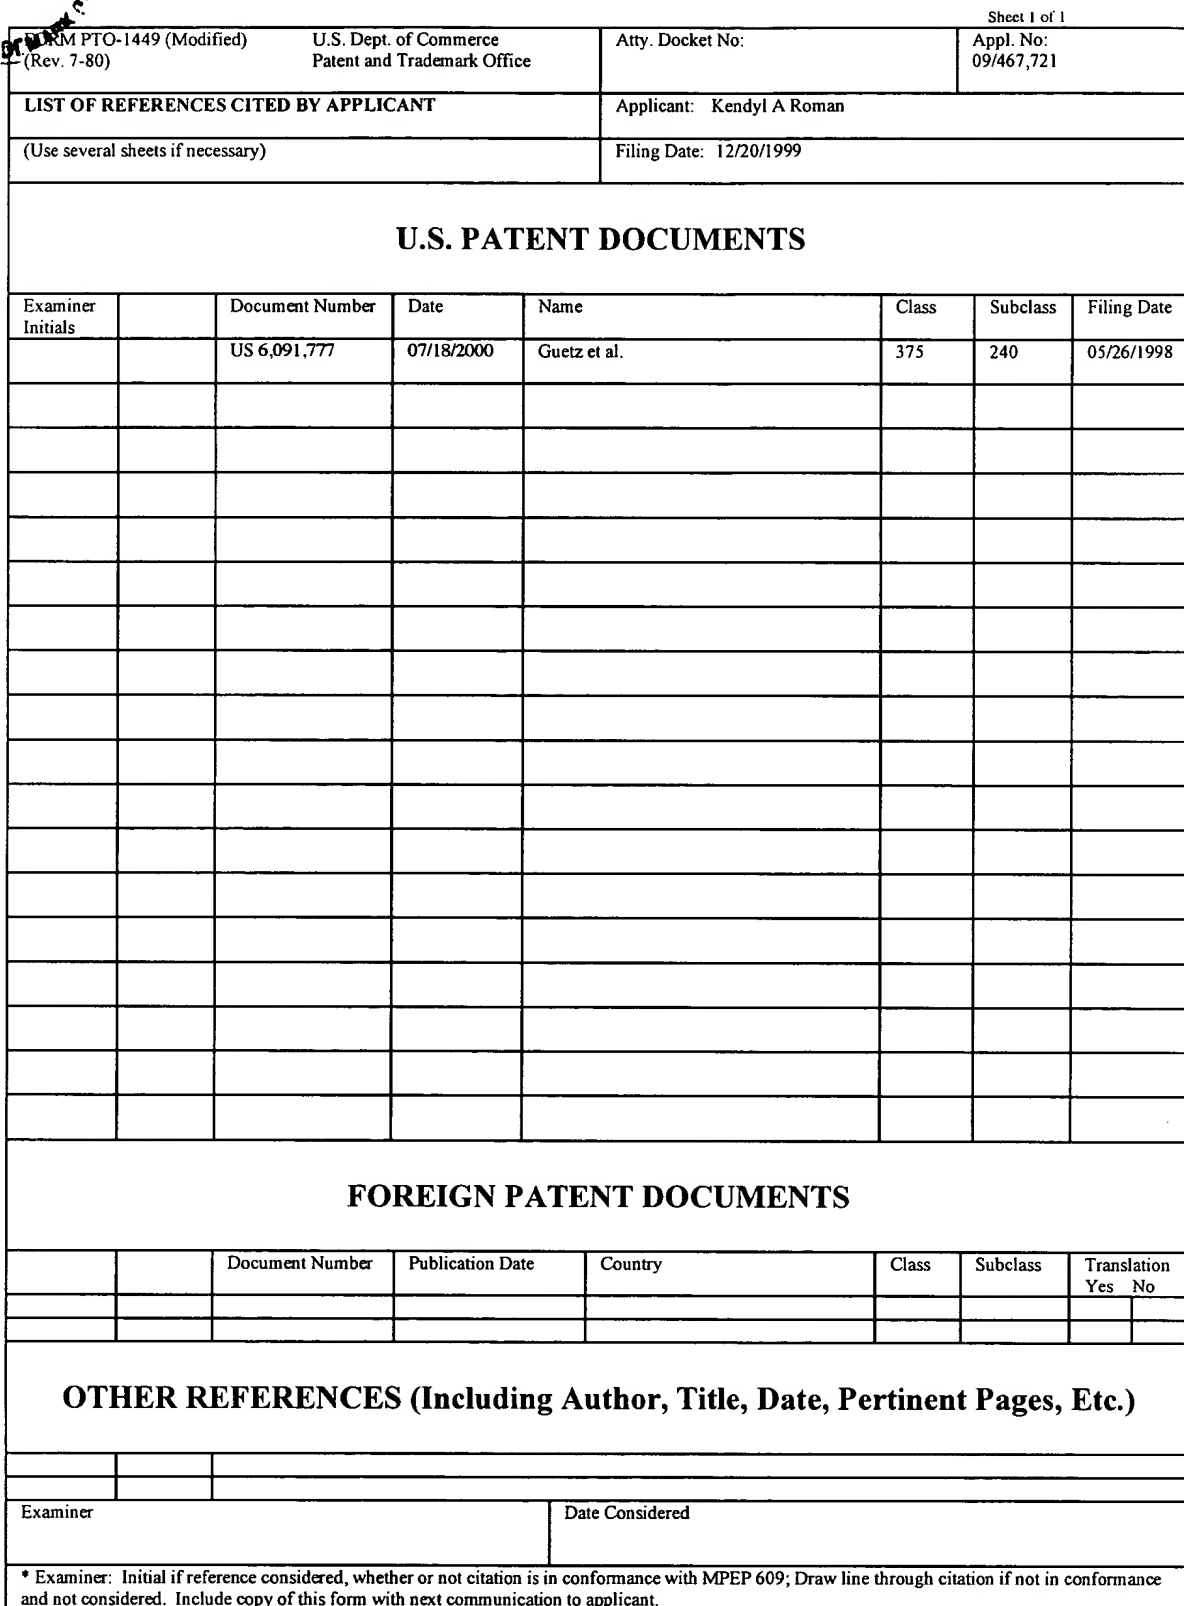 Sheet 1 of 1
FORM PTO-1449 (Modified) U.S. Dept. of Commerce Atty. Docket No: Appl. No:
(Rev. 7-80) Patent and Trademark Office 09/467,721
LIST OF REFERENCES CITED BY APPLICANT Applicant: Kendyl A Roman
(Use several sheets if necessary) Filing Date: 12/20/1999
U.S. PATENT DOCUMENTS
Examiner Document Number Date Name Class Subclass Filing Date
Initials
US 6,091,777 07/18/2000 Guetz et al. 375 240 05/26/1998
FOREIGN PATENT DOCUMENTS
Document Number Publication Date Country Class Subclass Translation
Yes No
OTHER REFERENCES (Including Author, Title, Date, Pertinent Pages, Etc.)
Examiner Date Considered
* Examiner: Initial if reference considered, whether or not citation is in conformance with MPEP 609; Draw line through citation if not in conformance
and not considered. Include copy of this form with next communication to applicant.